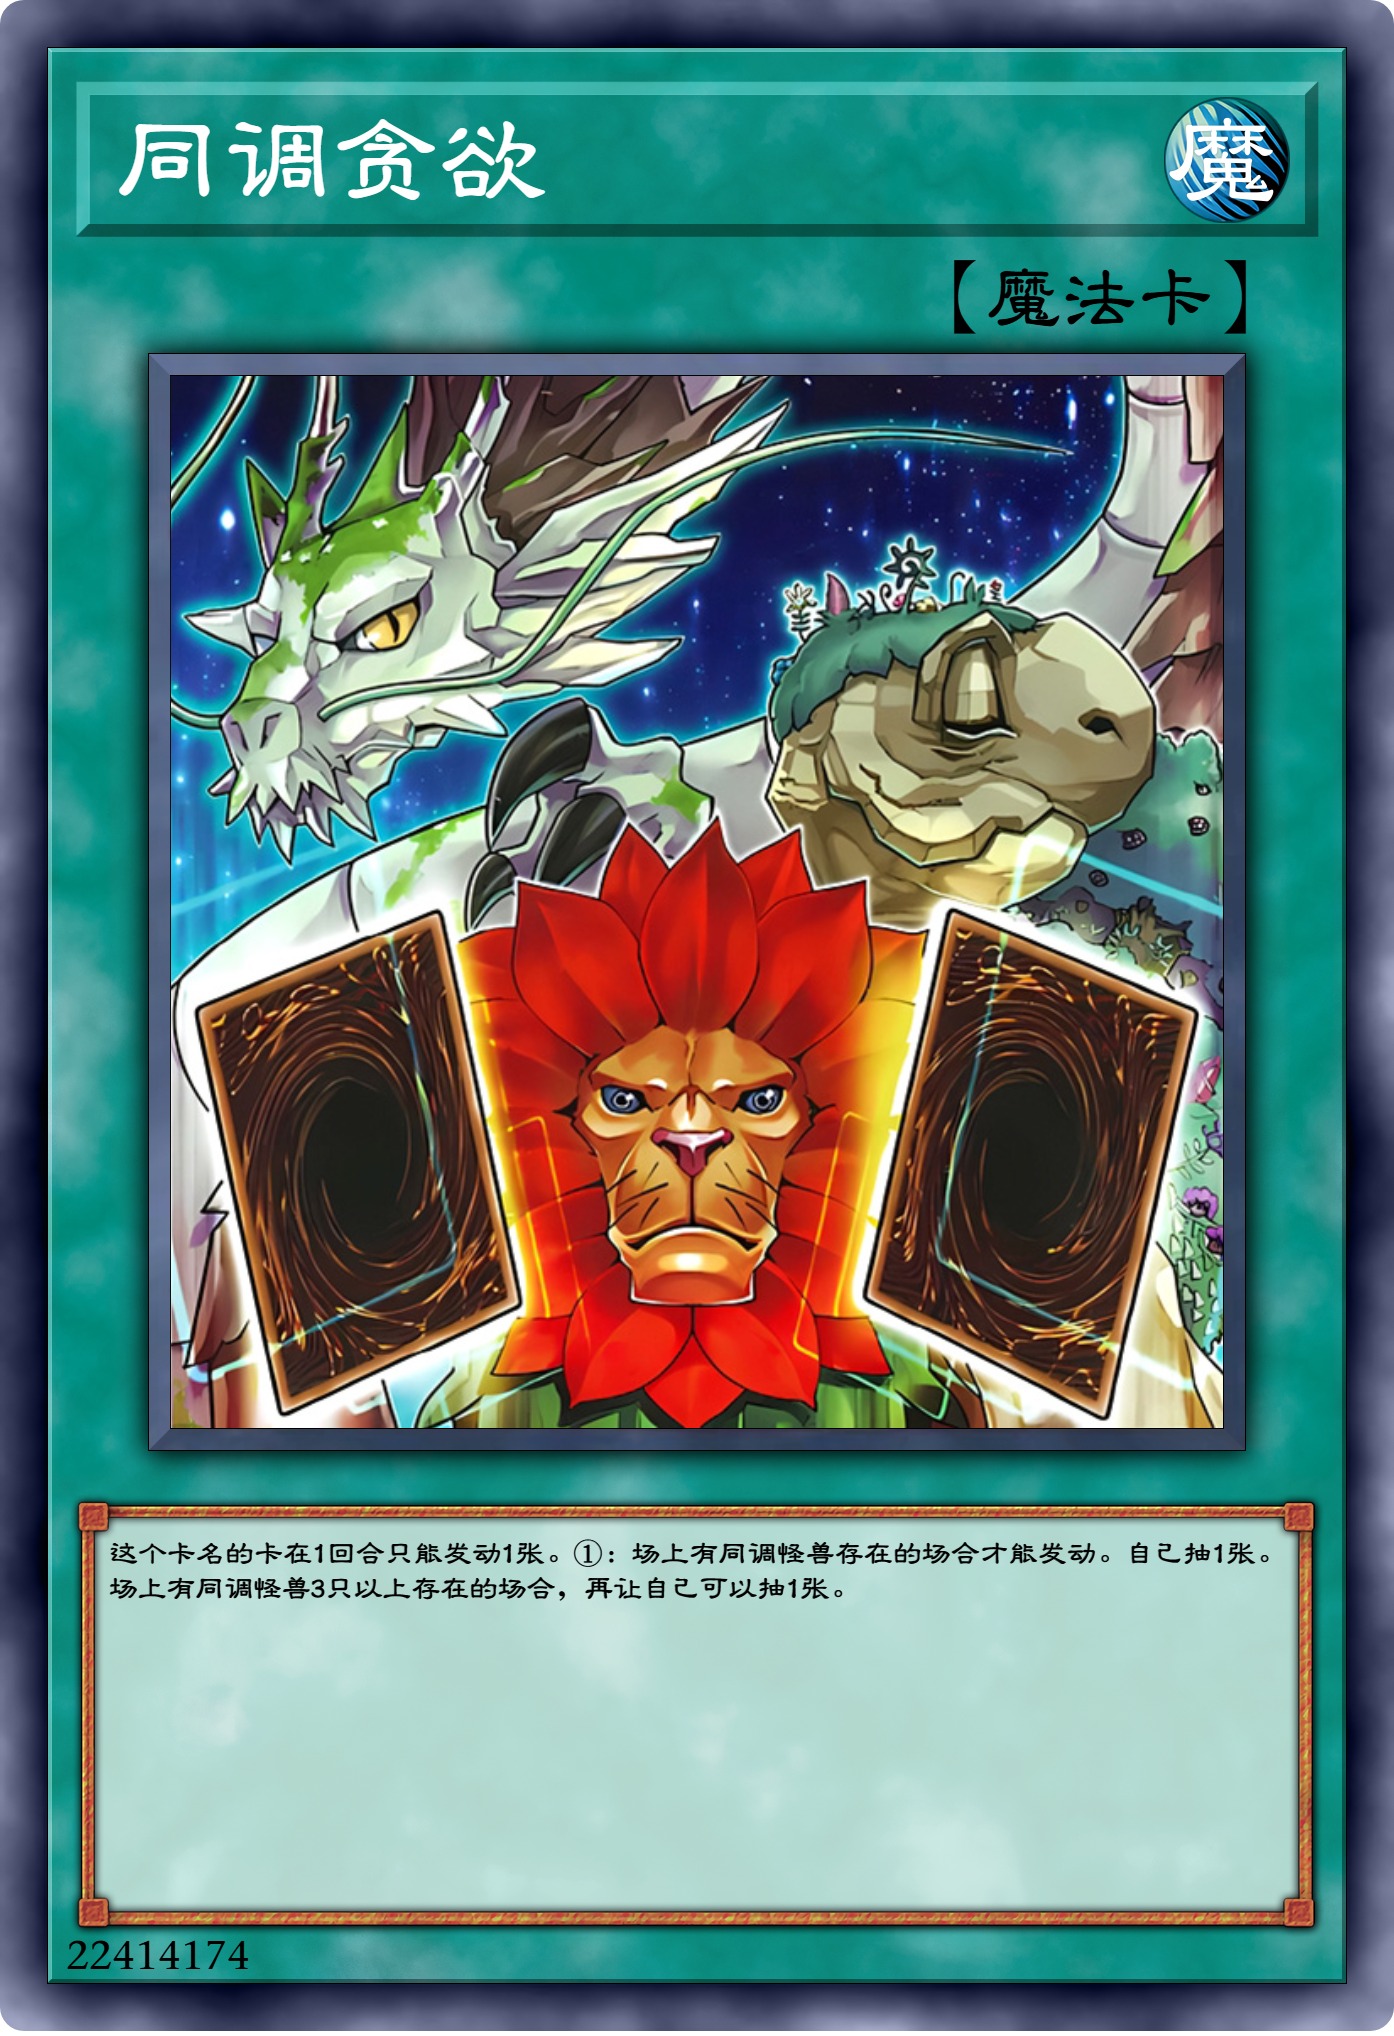 同调贪欲
魔
【魔法卡】
这个卡名的卡在1回合只能发动1张。①：场上有同调怪兽存在的场合才能发动。自己抽1张。
场上有同调怪兽3只以上存在的场合，再让自己可以抽1张。
22414174